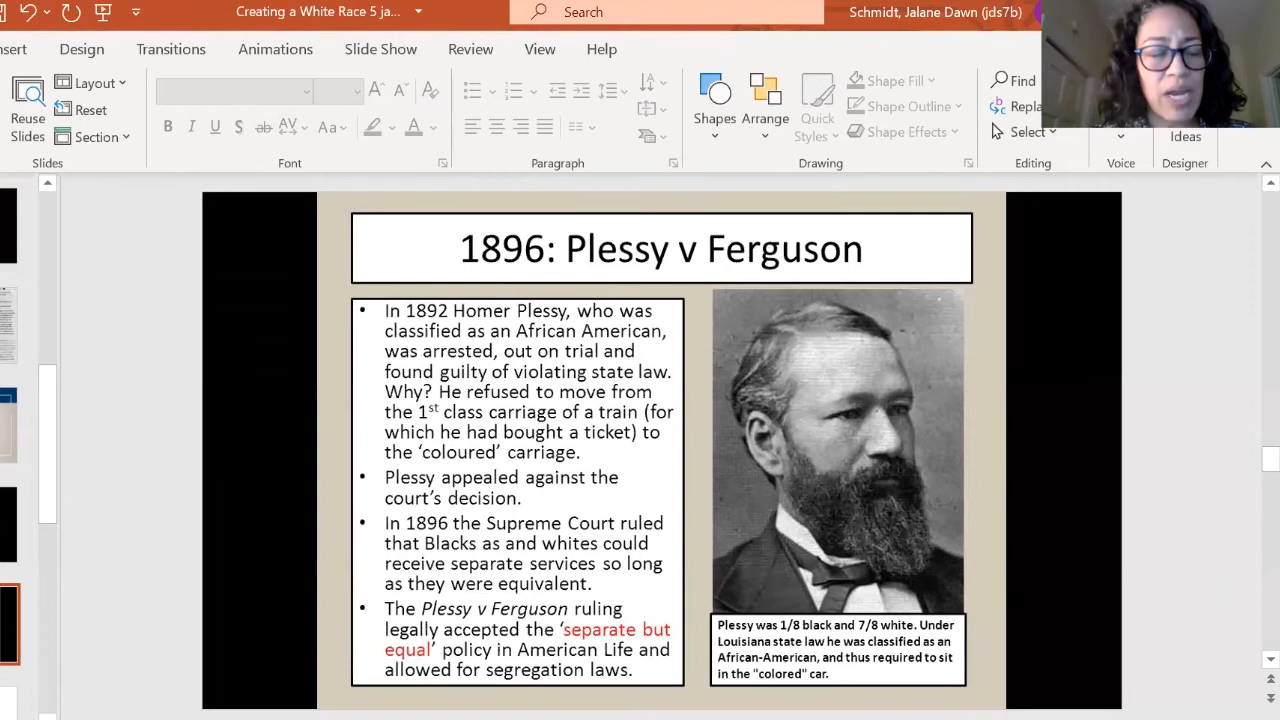 Creating a White Race 5 ja...
Search
Schmidt, Jalane Dawn (jds7b)
nsert
Design
Transitions
Animations
Slide Show
Review
View
Help
Reuse
Slides
Layout
Reset
Section
Slides
B I U S ab AV Aa
A A A A
Font
Paragraph
Shapes
Arrange
Quick
Styles
Shape Fill
Shape Outline
Shape Effects
Drawing
Find
Repla
Select
Editing
Voice
Ideas
Designer
1896: Plessy v Ferguson
• In 1892 Homer Plessy, who was
classified as an African American,
was arrested, out on trial and
found guilty of violating state law.
Why? He refused to move from
the 1st class carriage of a train (for
which he had bought a ticket) to
the ‘coloured’ carriage.
• Plessy appealed against the
court’s decision.
• In 1896 the Supreme Court ruled
that Blacks as and whites could
receive separate services so long
as they were equivalent.
• The Plessy v Ferguson ruling
legally accepted the ‘separate but
equal’ policy in American Life and
allowed for segregation laws.
Plessy was 1/8 black and 7/8 white. Under
Louisiana state law he was classified as an
African-American, and thus required to sit
in the "colored" car.